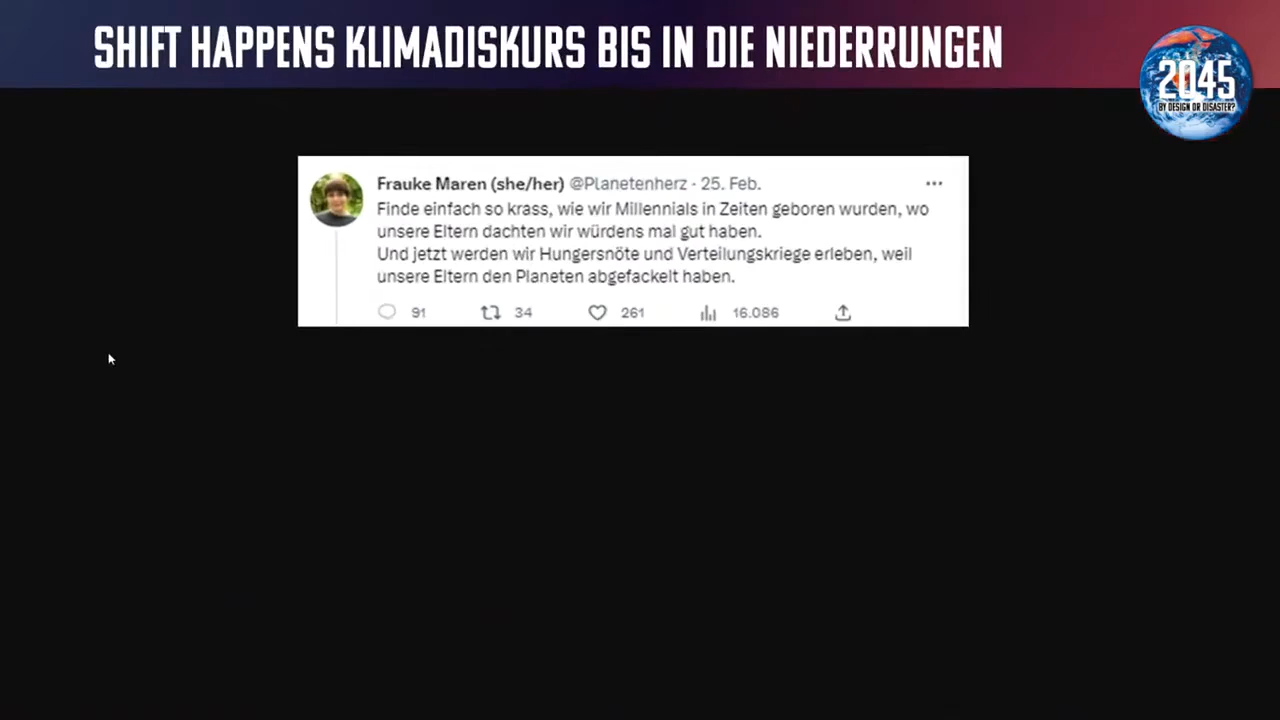 SHIFT HAPPENS KLIMADISKURS BIS IN DIE NIEDERRUNGEN
2045
BY DESIGN OR DISASTER?
Frauke Maren (she/her) @Planetenherz · 25. Feb.
Finde einfach so krass, wie wir Millennials in Zeiten geboren wurden, wo
unsere Eltern dachten wir würdens mal gut haben.
Und jetzt werden wir Hungersnöte und Verteilungskriege erleben, weil
unsere Eltern den Planeten abgefackelt haben.
91 34 261 16.086